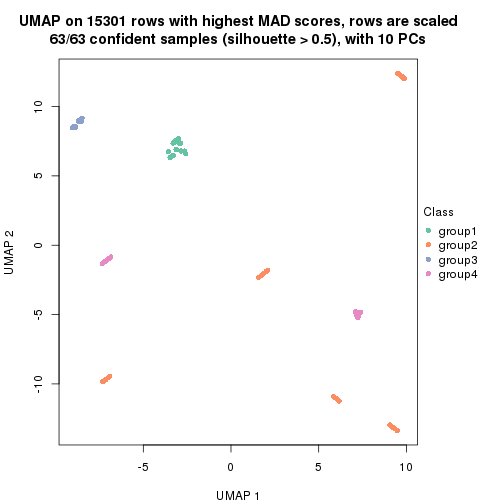 UMAP on 15301 rows with highest MAD scores, rows are scaled
63/63 confident samples (silhouette > 0.5), with 10 PCs
10
5
0
-5
-10
UMAP 2
-5
0
5
10
UMAP 1
Class
group1
group2
group3
group4